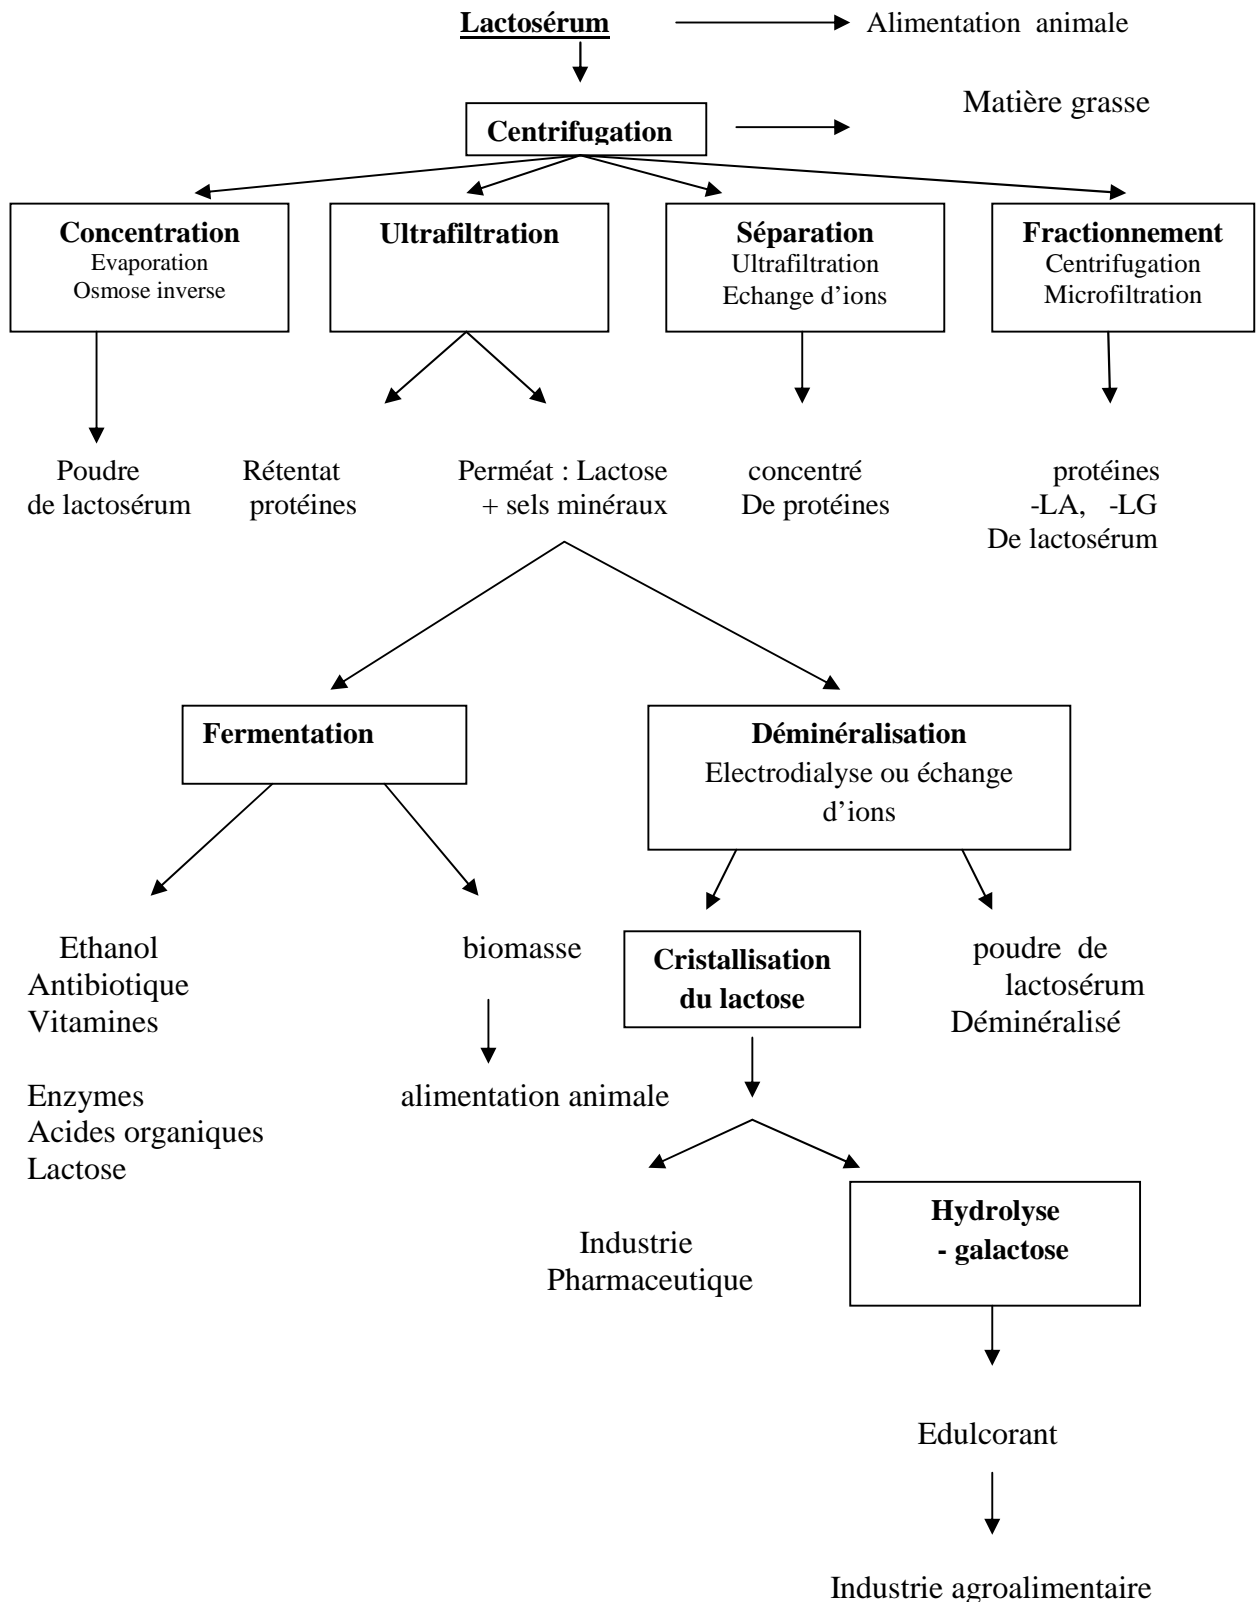 Lactosérum
Alimentation animale
Matière grasse
Centrifugation
Concentration
Evaporation
Osmose inverse
Ultrafiltration
Séparation
Ultrafiltration
Echange d’ions
Fractionnement
Centrifugation
Microfiltration
Poudre
de lactosérum
Rétentat
protéines
Perméat : Lactose
+ sels minéraux
concentré
De protéines
protéines
-LA, -LG
De lactosérum
Fermentation
Déminéralisation
Electrodialyse ou échange
d’ions
Ethanol
Antibiotique
Vitamines
Enzymes
Acides organiques
Lactose
biomasse
alimentation animale
Cristallisation
du lactose
poudre de
lactosérum
Déminéralisé
Industrie
Pharmaceutique
Hydrolyse
- galactose
Edulcorant
Industrie agroalimentaire